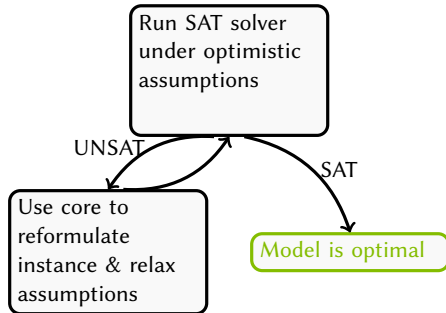 Run SAT solver
under optimistic
assumptions
UNSAT
SAT
Use core to
reformulate
instance & relax
assumptions
Model is optimal